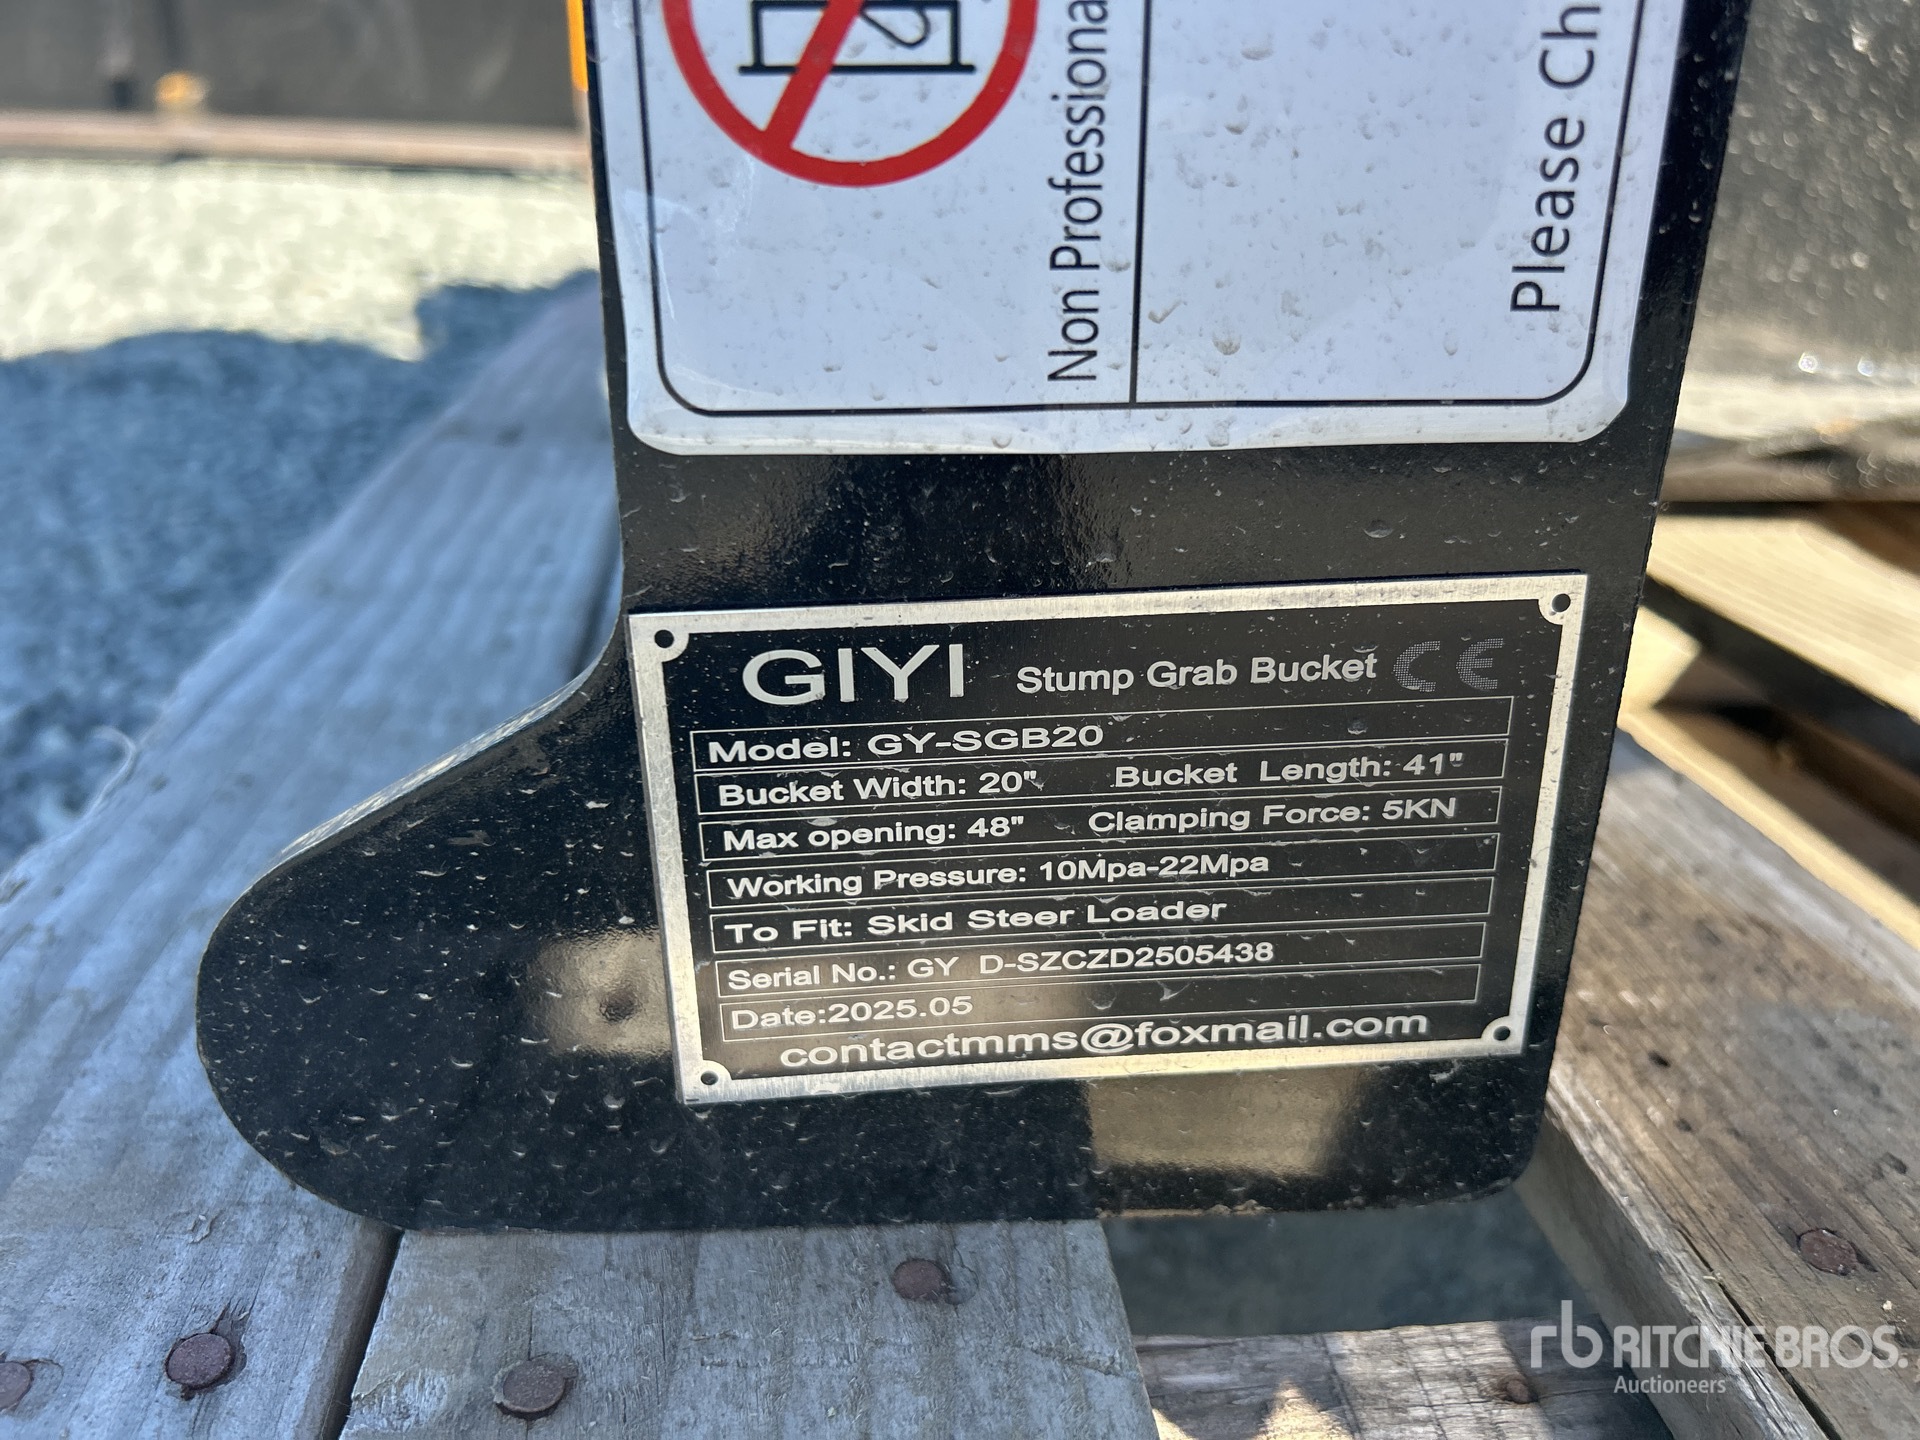 Non Professiona
Please Ch
GIYI Stump Grab Bucket CE
Model: GY-SGB20
Bucket Width: 20" Bucket Length: 41"
Max opening: 48" Clamping Force: 5KN
Working Pressure: 10Mpa-22Mpa
To Fit: Skid Steer Loader
Serial No.: GY D-SZCZD2505438
Date:2025.05
contactmms@foxmail.com
rb RITCHIE BROS.
Auctioneers